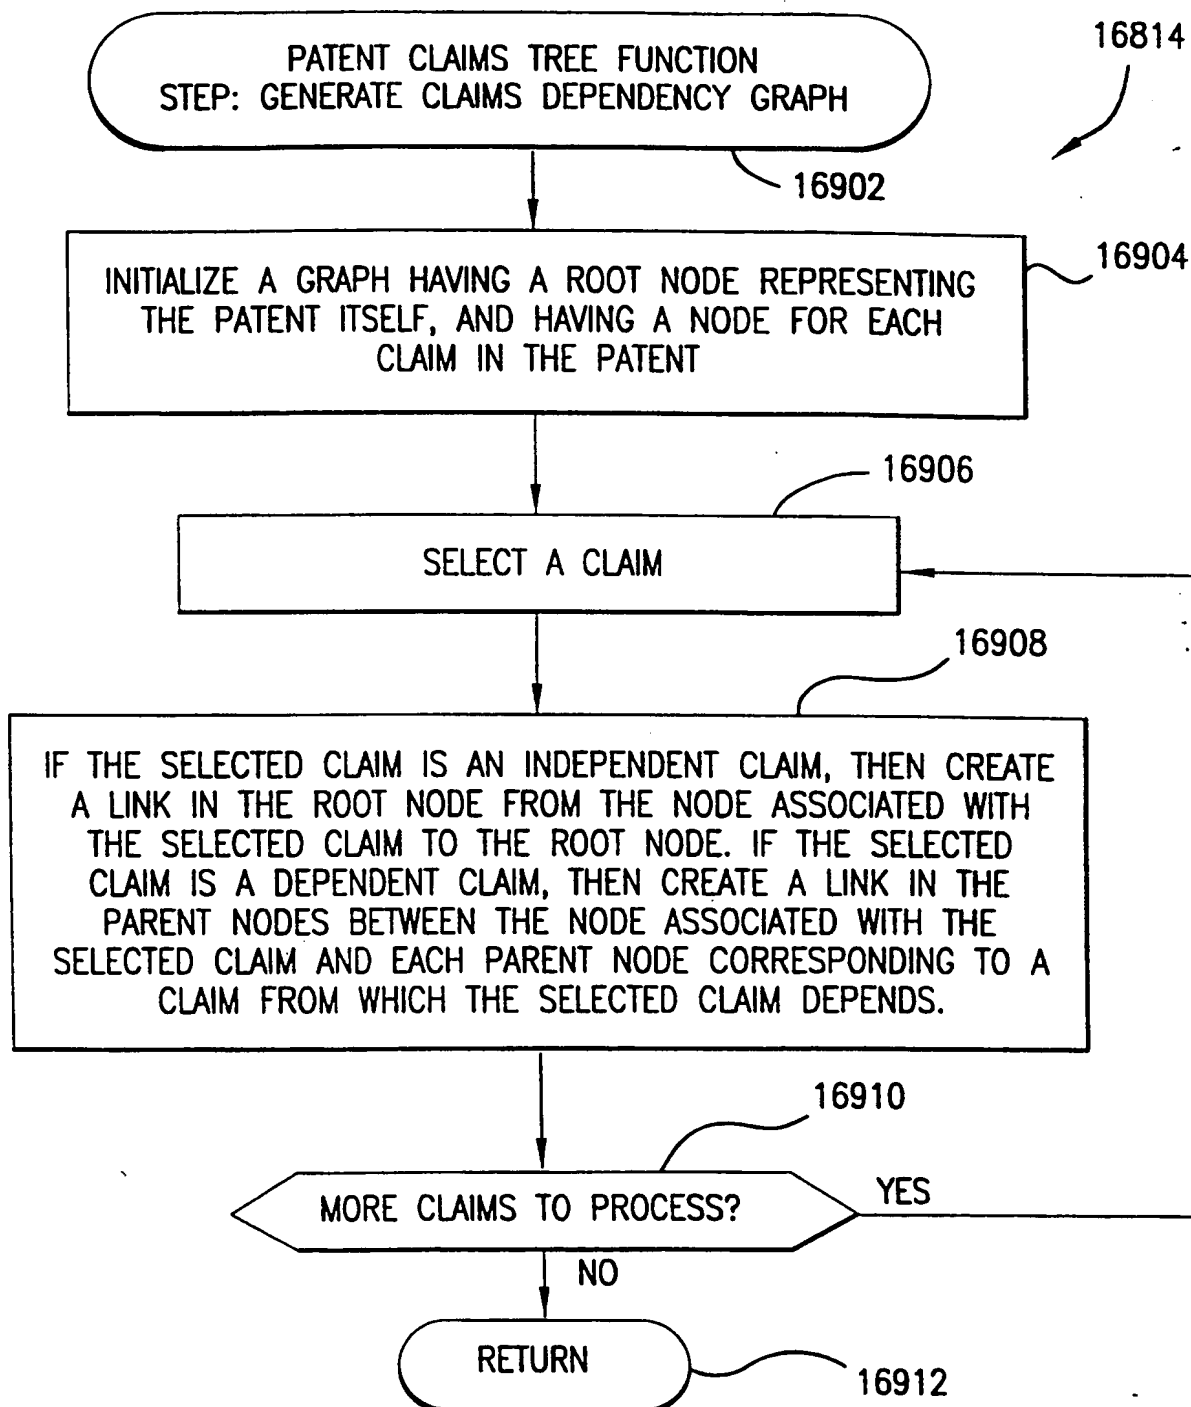 16814
PATENT CLAIMS TREE FUNCTION
STEP: GENERATE CLAIMS DEPENDENCY GRAPH
16902
16904
INITIALIZE A GRAPH HAVING A ROOT NODE REPRESENTING
THE PATENT ITSELF, AND HAVING A NODE FOR EACH
CLAIM IN THE PATENT
16906
SELECT A CLAIM
16908
IF THE SELECTED CLAIM IS AN INDEPENDENT CLAIM, THEN CREATE
A LINK IN THE ROOT NODE FROM THE NODE ASSOCIATED WITH
THE SELECTED CLAIM TO THE ROOT NODE. IF THE SELECTED
CLAIM IS A DEPENDENT CLAIM, THEN CREATE A LINK IN THE
PARENT NODES BETWEEN THE NODE ASSOCIATED WITH THE
SELECTED CLAIM AND EACH PARENT NODE CORRESPONDING TO A
CLAIM FROM WHICH THE SELECTED CLAIM DEPENDS.
16910
MORE CLAIMS TO PROCESS?
YES
NO
RETURN
16912